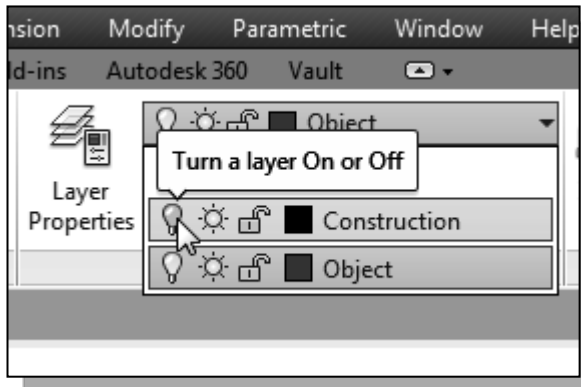 nsion Modify Parametric Window Help
ld-ins Autodesk 360 Vault
Object
Turn a layer On or Off
Layer
Properties
Construction
Object